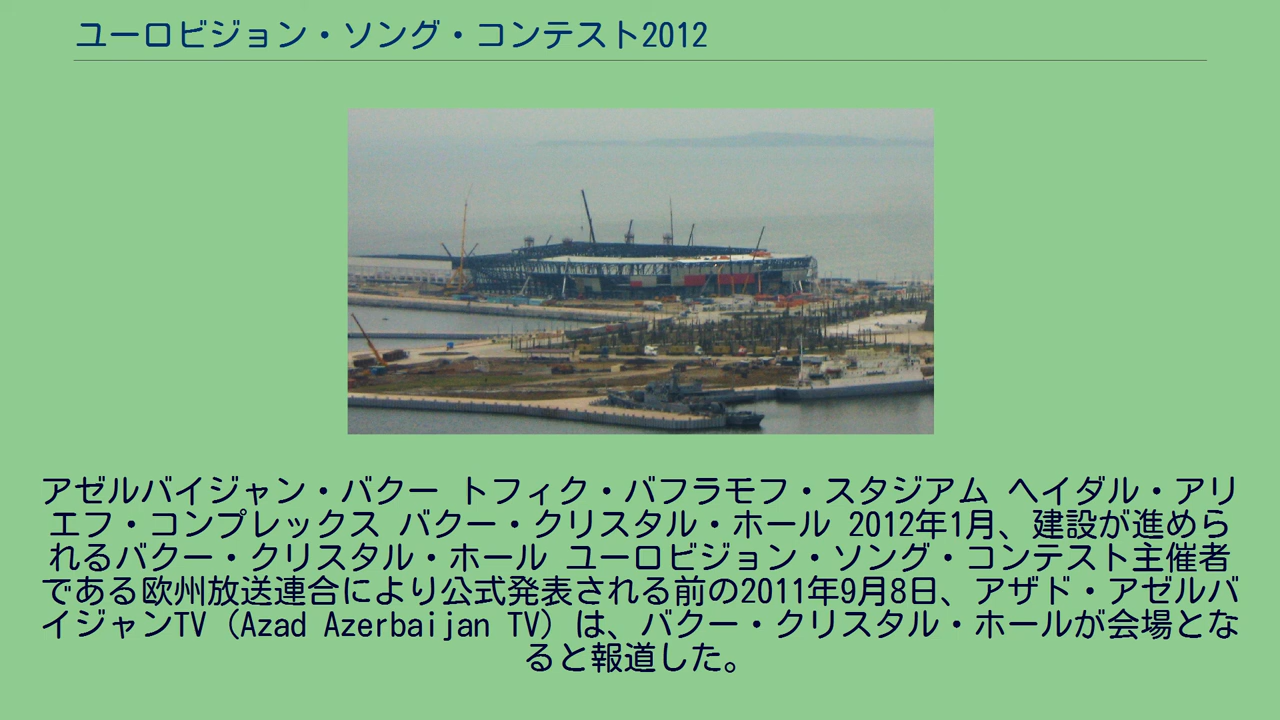 ユーロビジョン・ソング・コンテスト2012
アゼルバイジャン・バクー トフィク・バフラモフ・スタジアム ヘイダル・アリ
エフ・コンプレックス バクー・クリスタル・ホール 2012年1月、建設が進めら
れるバクー・クリスタル・ホール ユーロビジョン・ソング・コンテスト主催者
である欧州放送連合により公式発表される前の2011年9月8日、アザド・アゼルバ
イジャンTV（Azad Azerbaijan TV）は、バクー・クリスタル・ホールが会場とな
ると報道した。